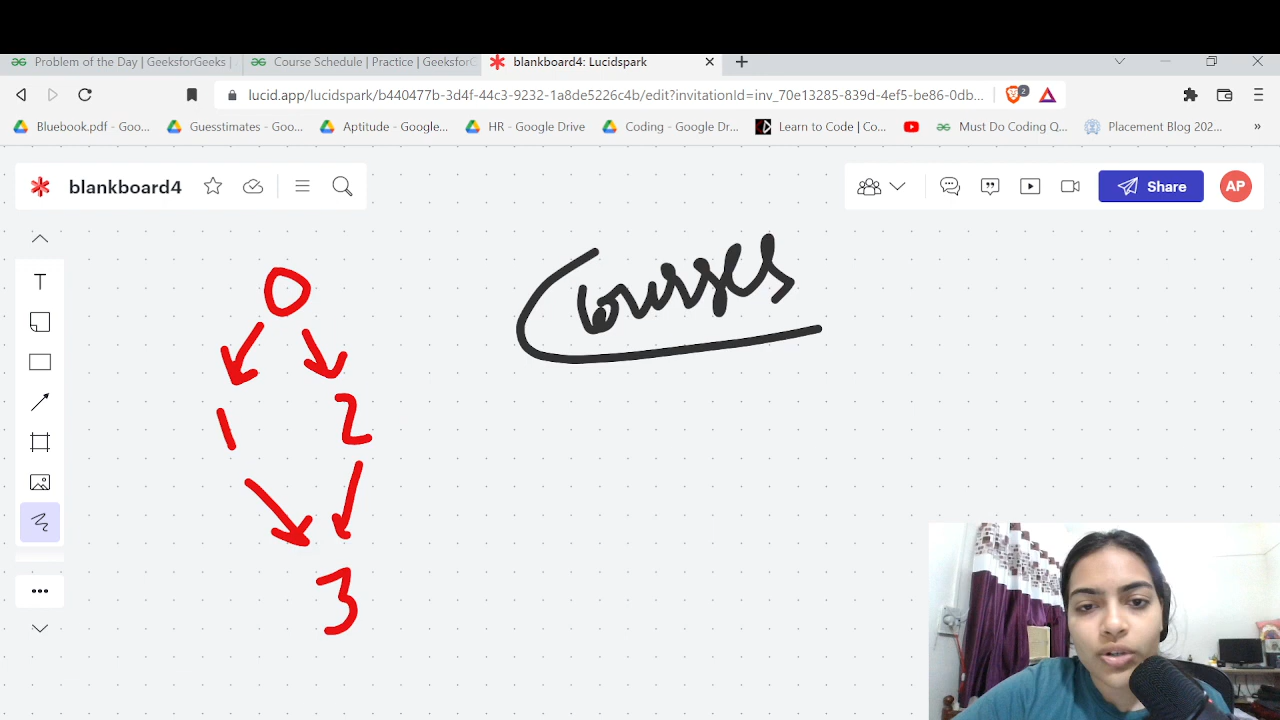 Problem of the Day | GeeksforGeeks |
Course Schedule | Practice | GeeksforG
blankboard4: Lucidspark
lucid.app/lucidspark/b440477b-3d4f-44c3-9232-1a8de5226c4b/edit?invitationId=inv_70e13285-839d-4ef5-be86-0db...
2
Bluebook.pdf - Goo...
Guesstimates - Goo...
Aptitude - Google...
HR - Google Drive
Coding - Google Dr...
Learn to Code | Co...
Must Do Coding Q...
Placement Blog 202...
»
blankboard4
Share
AP
T
Courses
0
1 2
3